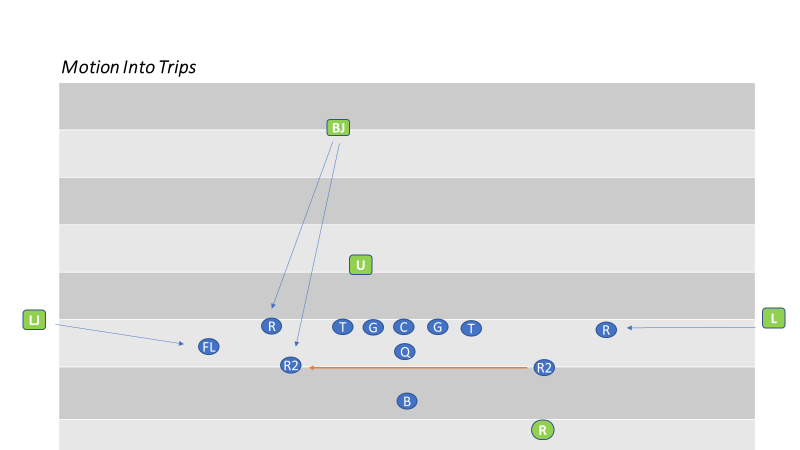 Motion Into Trips
BJ
U
LJ
R T G C G T R L
FL Q
R2 R2
B
R